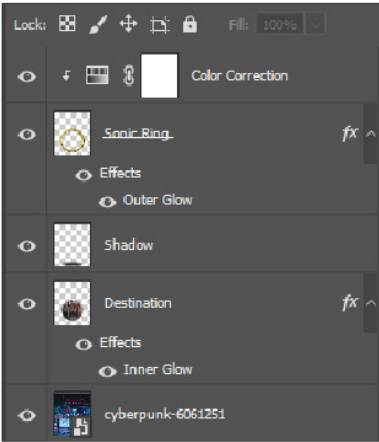 Lock:
Fill: 100%
Color Correction
Sonic Ring
fx
Effects
Outer Glow
Shadow
Destination
fx
Effects
Inner Glow
cyberpunk-6061251